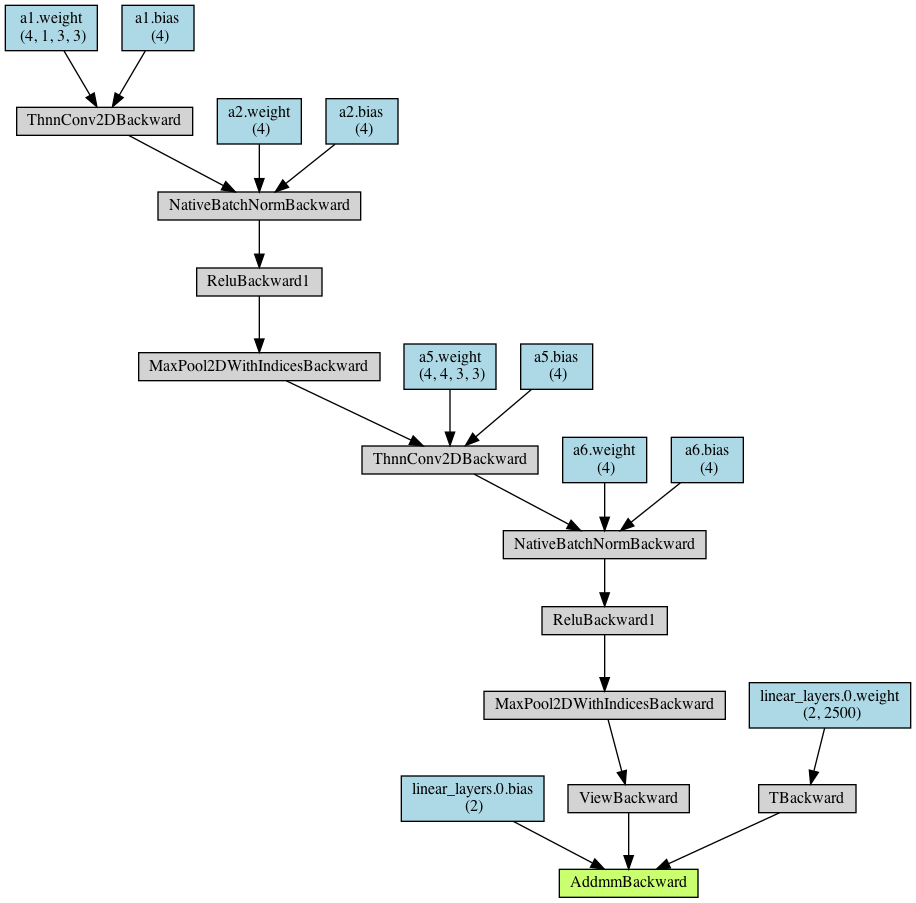 a1.weight
(4, 1, 3, 3)
a1.bias
(4)
ThnnConv2DBackward
a2.weight
(4)
a2.bias
(4)
NativeBatchNormBackward
ReluBackward1
MaxPool2DWithIndicesBackward
a5.weight
(4, 4, 3, 3)
a5.bias
(4)
ThnnConv2DBackward
a6.weight
(4)
a6.bias
(4)
NativeBatchNormBackward
ReluBackward1
MaxPool2DWithIndicesBackward
linear_layers.0.weight
(2, 2500)
linear_layers.0.bias
(2)
ViewBackward
TBackward
AddmmBackward